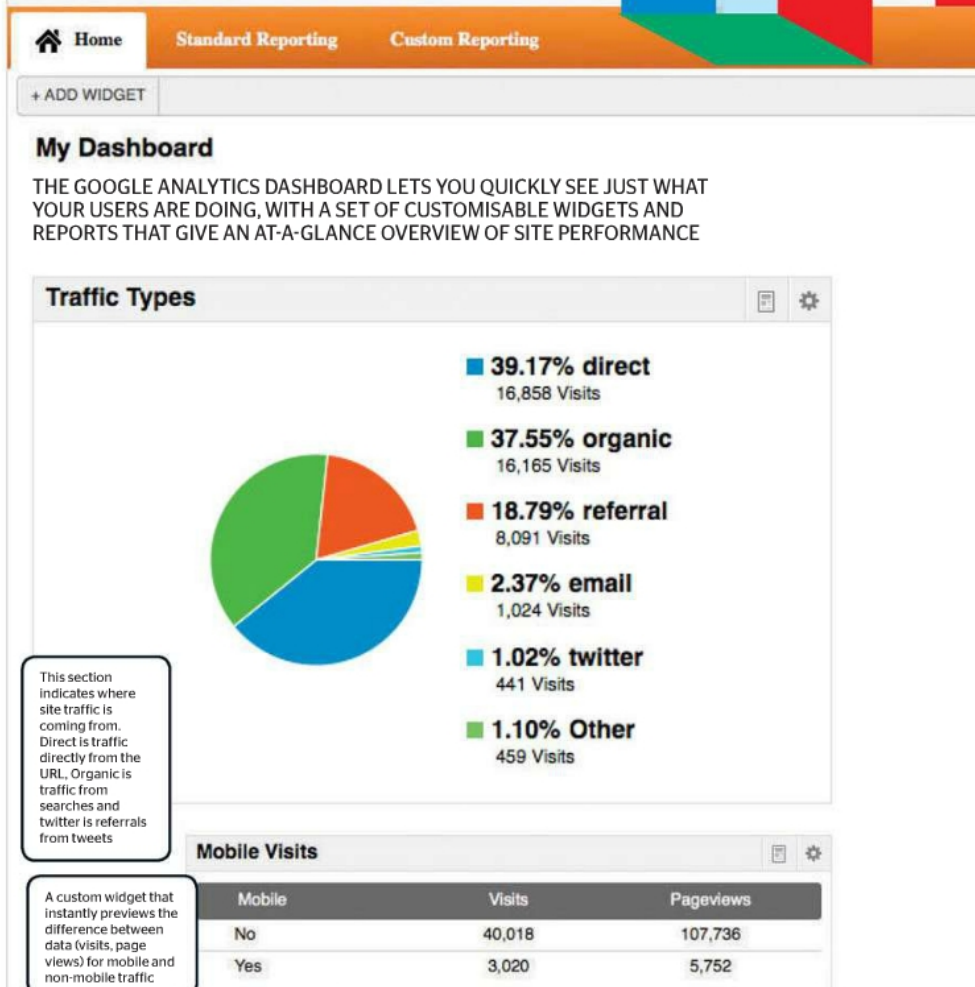 Home Standard Reporting Custom Reporting
+ ADD WIDGET
My Dashboard
THE GOOGLE ANALYTICS DASHBOARD LETS YOU QUICKLY SEE JUST WHAT
YOUR USERS ARE DOING, WITH A SET OF CUSTOMISABLE WIDGETS AND
REPORTS THAT GIVE AN AT-A-GLANCE OVERVIEW OF SITE PERFORMANCE
Traffic Types
39.17% direct
16,858 Visits
37.55% organic
16,165 Visits
18.79% referral
8,091 Visits
2.37% email
1,024 Visits
1.02% twitter
441 Visits
1.10% Other
459 Visits
This section
indicates where
site traffic is
coming from.
Direct is traffic
directly from the
URL, Organic is
traffic from
searches and
twitter is referrals
from tweets
Mobile Visits
Mobile Visits Pageviews
No 40,018 107,736
Yes 3,020 5,752
A custom widget that
instantly previews the
difference between
data (visits, page
views) for mobile and
non-mobile traffic